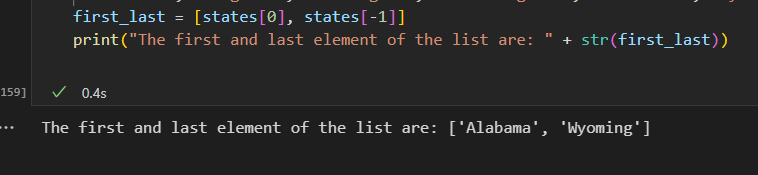 first_last = [states[0], states[-1]]
print("The first and last element of the list are: " + str(first_last))
159]
0.4s
The first and last element of the list are: ['Alabama', 'Wyoming']